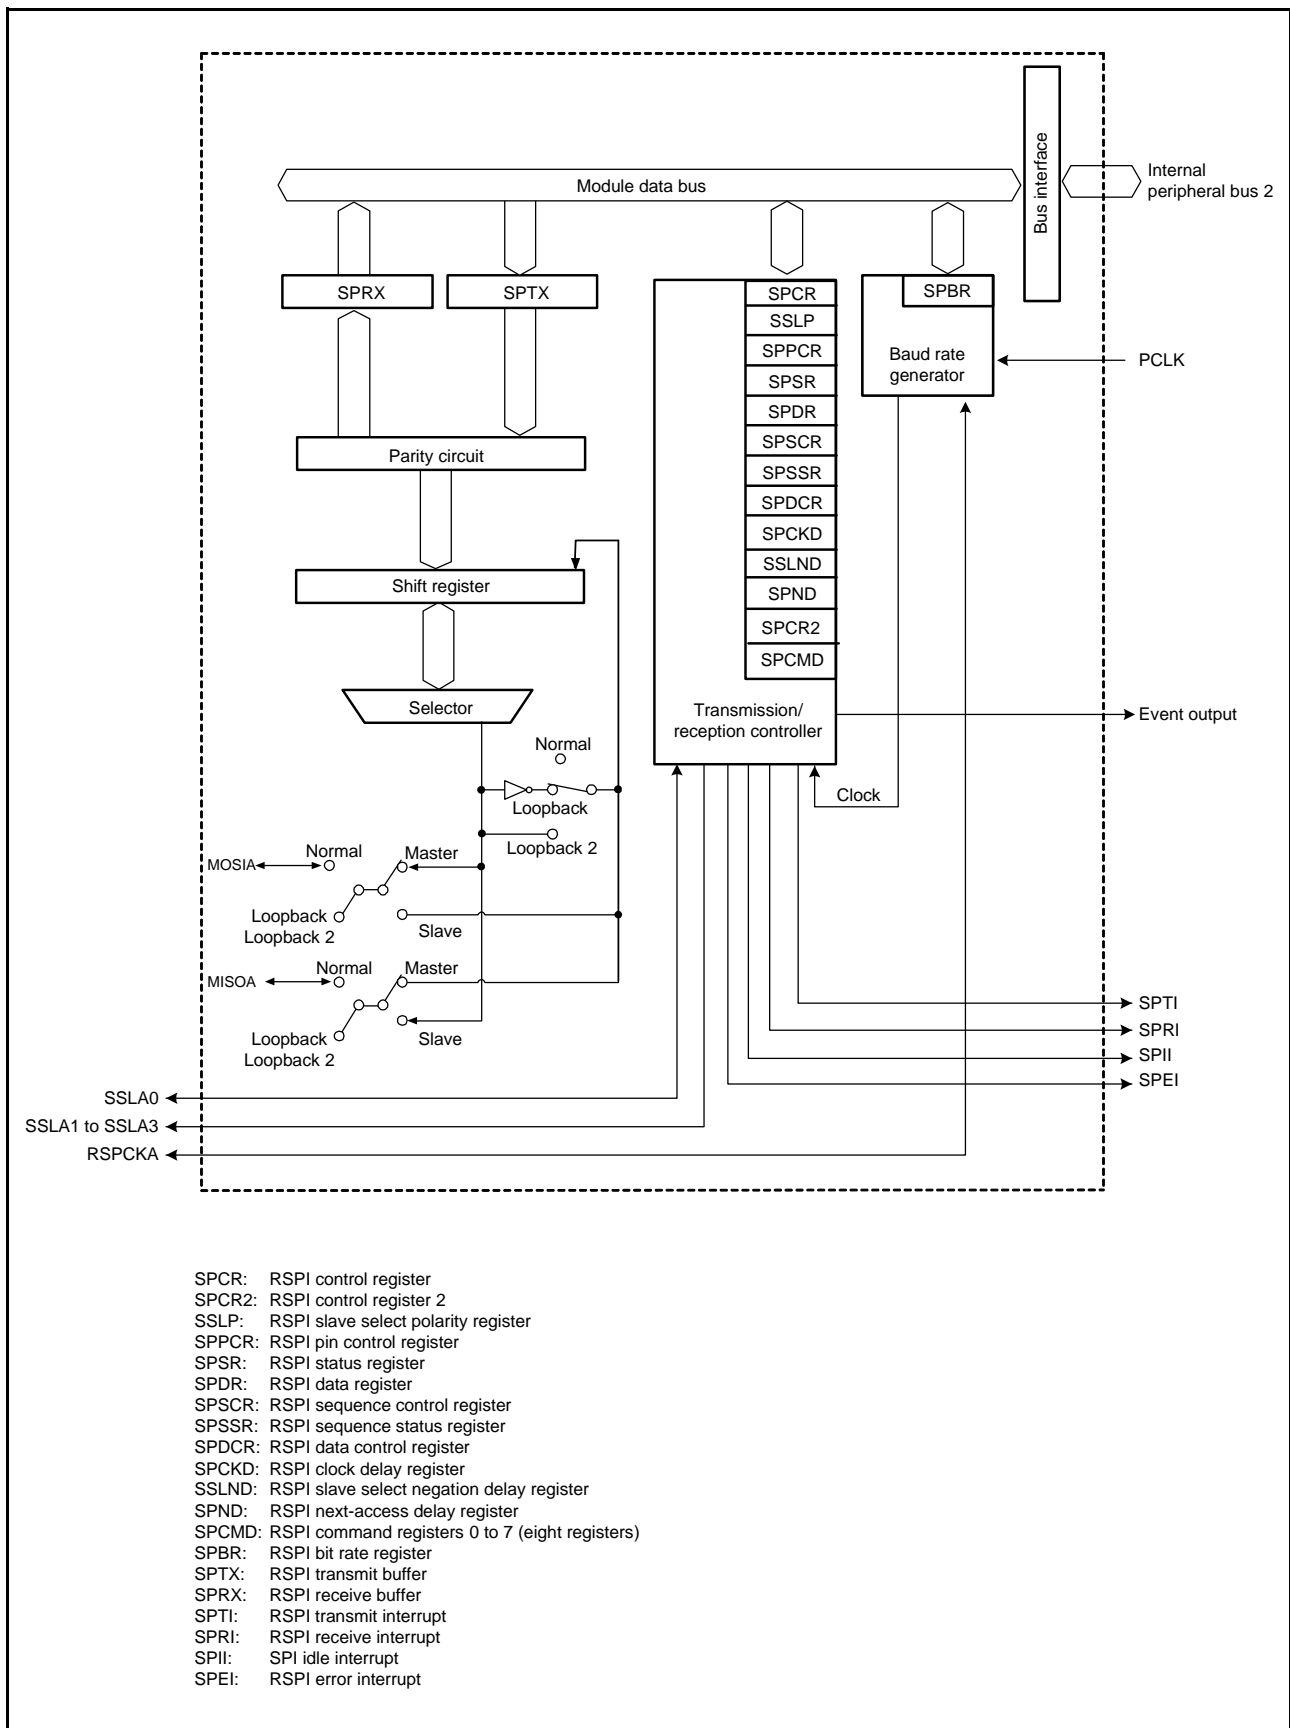 Module data bus
Bus interface
Internal
peripheral bus 2
SPRX
SPTX
SPCR
SSLP
SPPCR
SPSR
SPDR
SPSCR
SPSSR
SPDCR
SPCKD
SSLND
SPND
SPCR2
SPCMD
Transmission/
reception controller
SPBR
Baud rate
generator
PCLK
Parity circuit
Shift register
Selector
Event output
Normal
Loopback
Loopback 2
Clock
MOSIA
Normal
Master
Loopback
Loopback 2
Slave
MISOA
Normal
Master
Loopback
Loopback 2
Slave
SPTI
SPRI
SPII
SPEI
SSLA0
SSLA1 to SSLA3
RSPCKA
SPCR: RSPI control register
SPCR2: RSPI control register 2
SSLP: RSPI slave select polarity register
SPPCR: RSPI pin control register
SPSR: RSPI status register
SPDR: RSPI data register
SPSCR: RSPI sequence control register
SPSSR: RSPI sequence status register
SPDCR: RSPI data control register
SPCKD: RSPI clock delay register
SSLND: RSPI slave select negation delay register
SPND: RSPI next-access delay register
SPCMD: RSPI command registers 0 to 7 (eight registers)
SPBR: RSPI bit rate register
SPTX: RSPI transmit buffer
SPRX: RSPI receive buffer
SPTI: RSPI transmit interrupt
SPRI: RSPI receive interrupt
SPII: SPI idle interrupt
SPEI: RSPI error interrupt